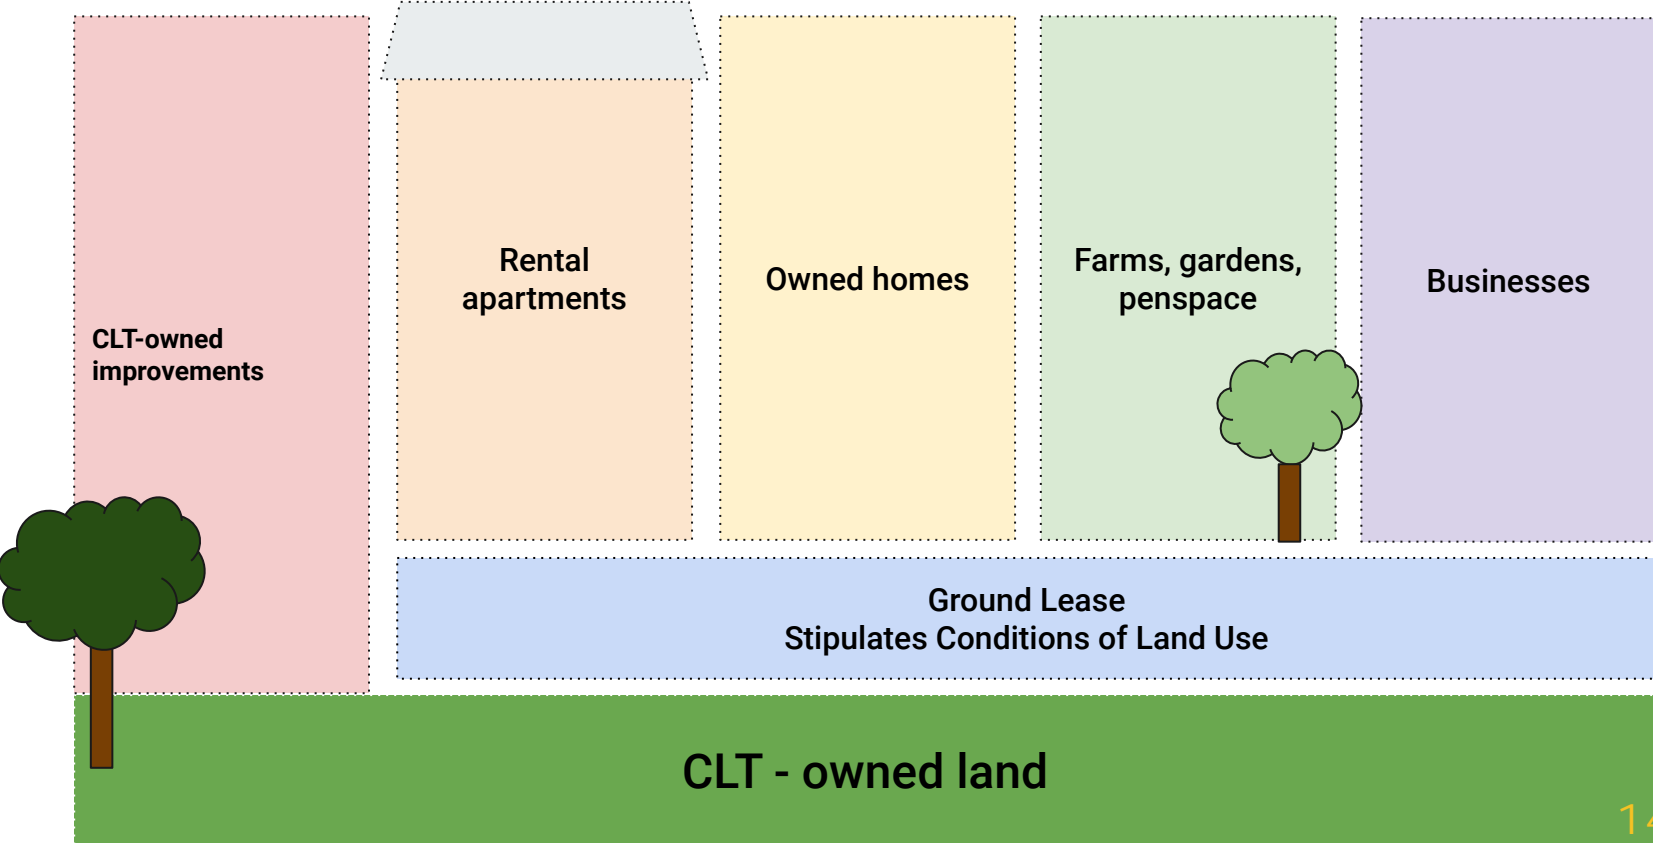 Rental
apartments
Owned homes
Farms, gardens,
penspace
Businesses
CLT-owned
improvements
Ground Lease
Stipulates Conditions of Land Use
CLT - owned land
14